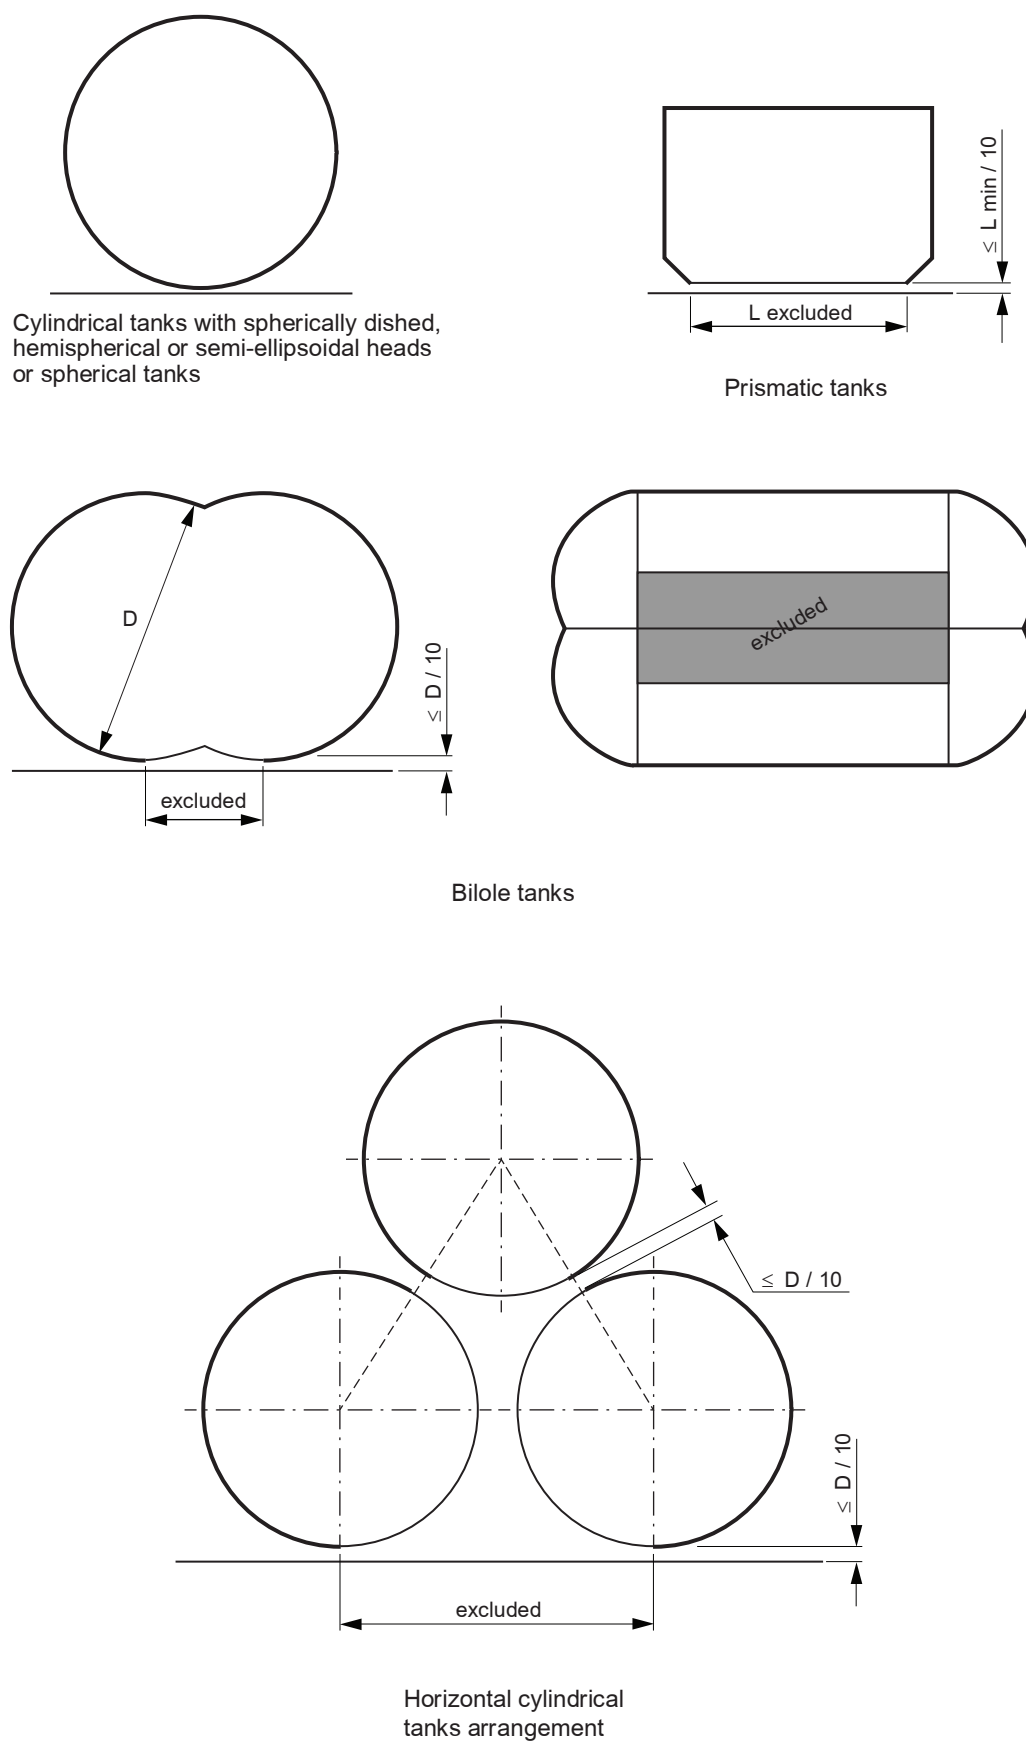 ≤ L min / 10
L excluded
Cylindrical tanks with spherically dished,
hemispherical or semi-ellipsoidal heads
or spherical tanks
Prismatic tanks
D
excluded
≤ D / 10
excluded
Bilole tanks
≤ D / 10
≤ D / 10
excluded
Horizontal cylindrical
tanks arrangement